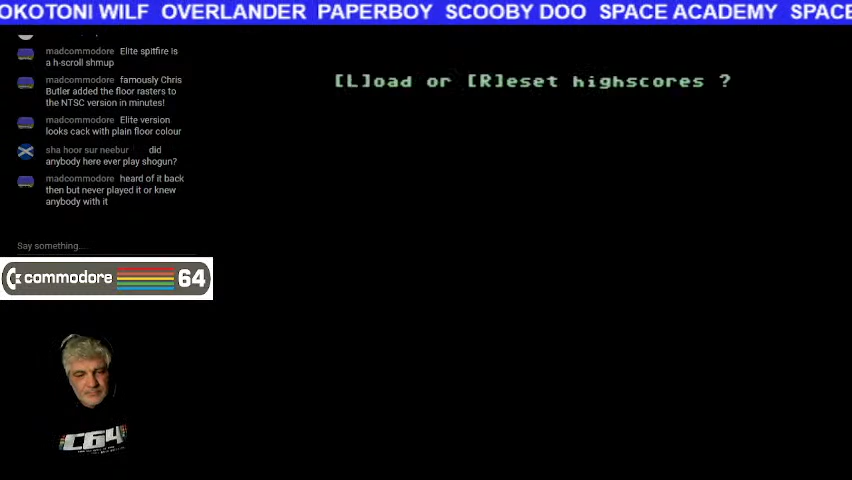 OKOTONI WILF OVERLANDER PAPERBOY SCOOBY DOO SPACE ACADEMY SPACE
madcommodore Elite spitfire is
a h-scroll shmup
madcommodore famously Chris
Butler added the floor rasters to
the NTSC version in minutes!
madcommodore Elite version
looks cack with plain floor colour
sha hoor sur neebur did
anybody here ever play shogun?
madcommodore heard of it back
then but never played it or knew
anybody with it
Say something....
commodore 64
C64
[L]oad or [R]eset highscores ?